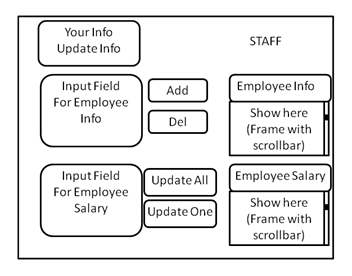 Your Info
Update Info
STAFF
Input Field
For Employee
Info
Add
Del
Employee Info
Show here
(Frame with
scrollbar)
Input Field
For Employee
Salary
Update All
Update One
Employee Salary
Show here
(Frame with
scrollbar)